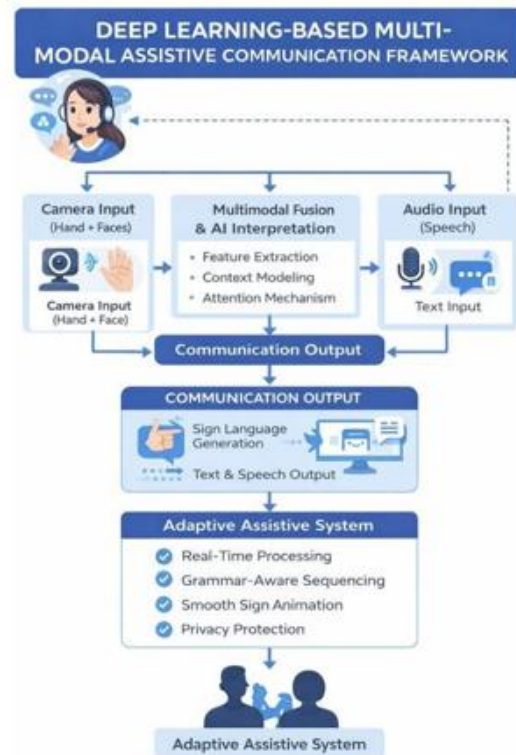 DEEP LEARNING-BASED MULTI-
MODAL ASSISTIVE COMMUNICATION FRAMEWORK
Camera Input
(Hand + Faces)
Camera Input
(Hand + Face)
Multimodal Fusion
& AI Interpretation
• Feature Extraction
• Context Modeling
• Attention Mechanism
Audio Input
(Speech)
Text Input
Communication Output
COMMUNICATION OUTPUT
Sign Language
Generation
Text & Speech Output
Adaptive Assistive System
Real-Time Processing
Grammar-Aware Sequencing
Smooth Sign Animation
Privacy Protection
Adaptive Assistive System